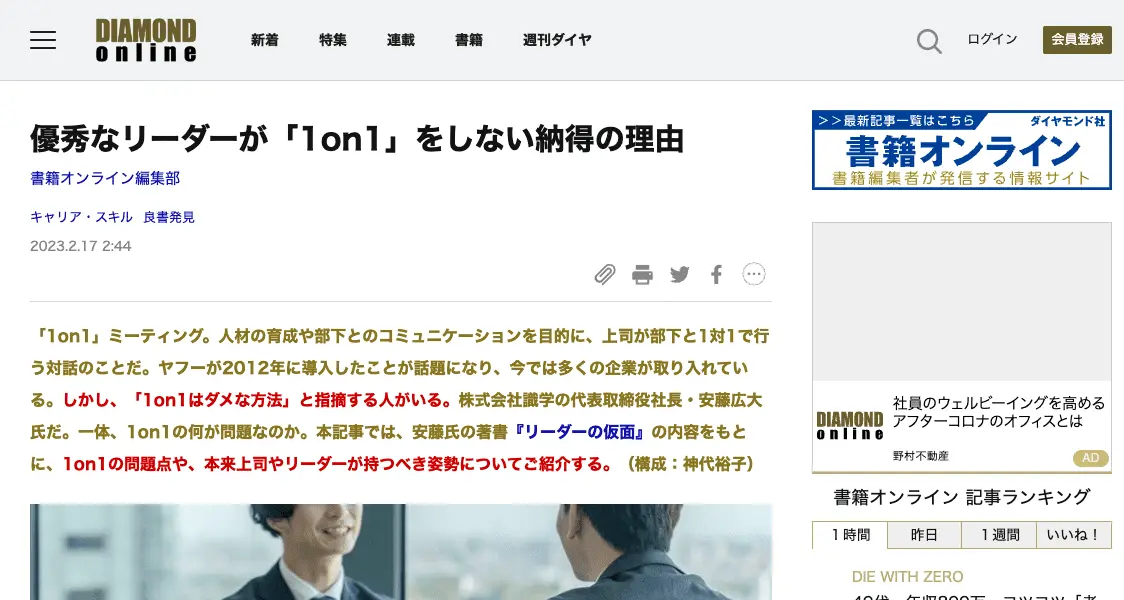 DIAMOND
online
新着 特集 連載 書籍 週刊ダイヤ
ログイン
会員登録
優秀なリーダーが「1on1」をしない納得の理由
書籍オンライン編集部
キャリア・スキル 良書発見
2023.2.17 2:44
「1on1」ミーティング。人材の育成や部下とのコミュニケーションを目的に、上司が部下と1対1で行
う対話のことだ。ヤフーが2012年に導入したことが話題になり、今では多くの企業が取り入れてい
る。しかし、「1on1はダメな方法」と指摘する人がいる。株式会社識学の代表取締役社長・安藤広大
氏だ。一体、1on1の何が問題なのか。本記事では、安藤氏の著書『リーダーの仮面』の内容をもと
に、1on1の問題点や、本来上司やリーダーが持つべき姿勢についてご紹介する。（構成：神代裕子）
>>最新記事一覧はこちら
ダイヤモンド社
書籍オンライン
書籍編集者が発信する情報サイト
DIAMOND
online
社員のウェルビーイングを高める
アフターコロナのオフィスとは
野村不動産
AD
書籍オンライン 記事ランキング
1時間 昨日 1週間 いいね！
DIE WITH ZERO